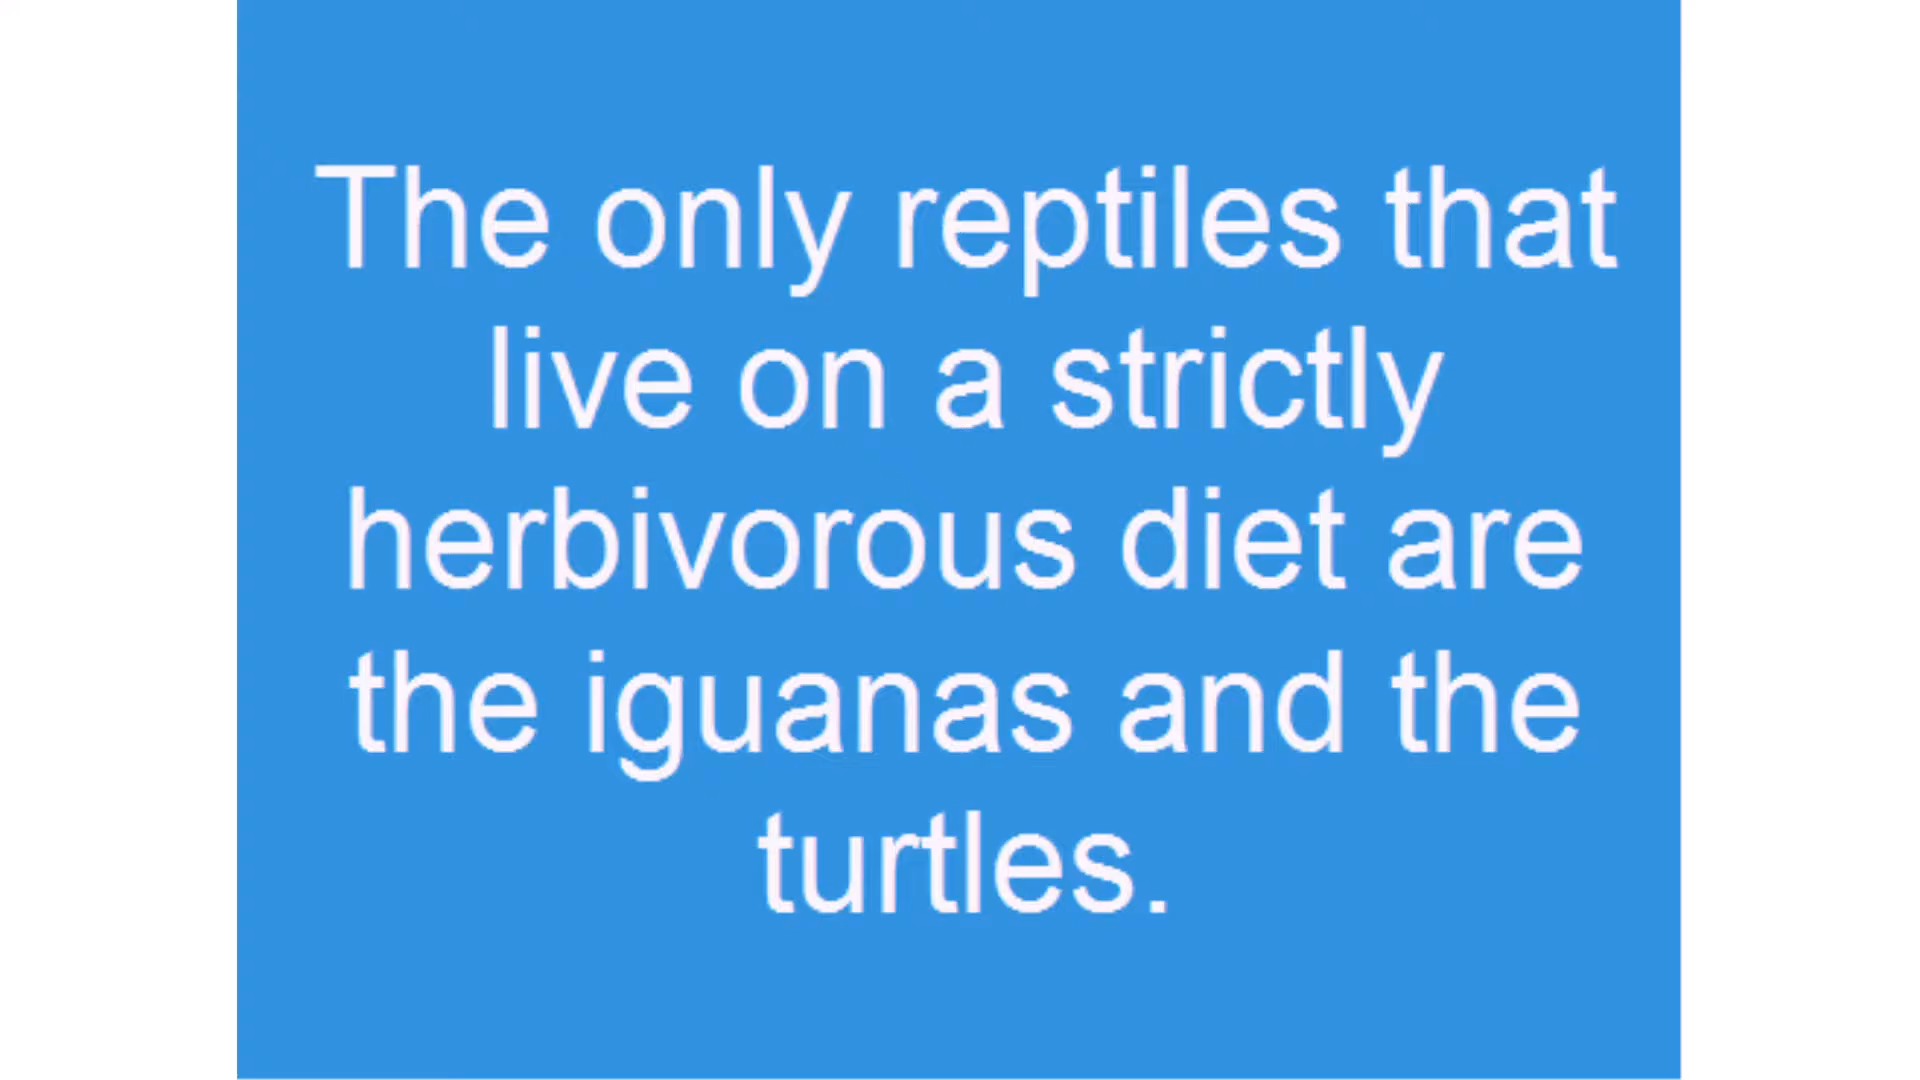 The only reptiles that
live on a strictly
herbivorous diet are
the iguanas and the
turtles.